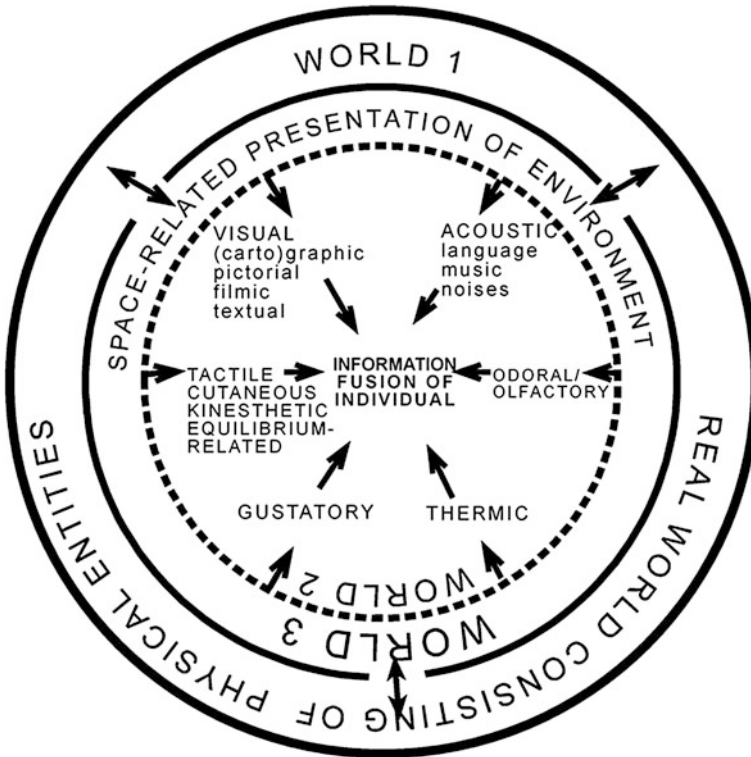 WORLD 1
SPACE-RELATED PRESENTATION OF ENVIRONMENT
VISUAL
(carto)graphic
pictorial
filmic
textual
ACOUSTIC
language
music
noises
INFORMATION
FUSION OF
INDIVIDUAL
TACTILE
CUTANEOUS
KINESTHETIC
EQUILIBRIUM-
RELATED
ODORAL/
OLFACTORY
GUSTATORY
THERMIC
WORLD 2
WORLD 3
REAL WORLD CONSISTING OF PHYSICAL ENTITIES